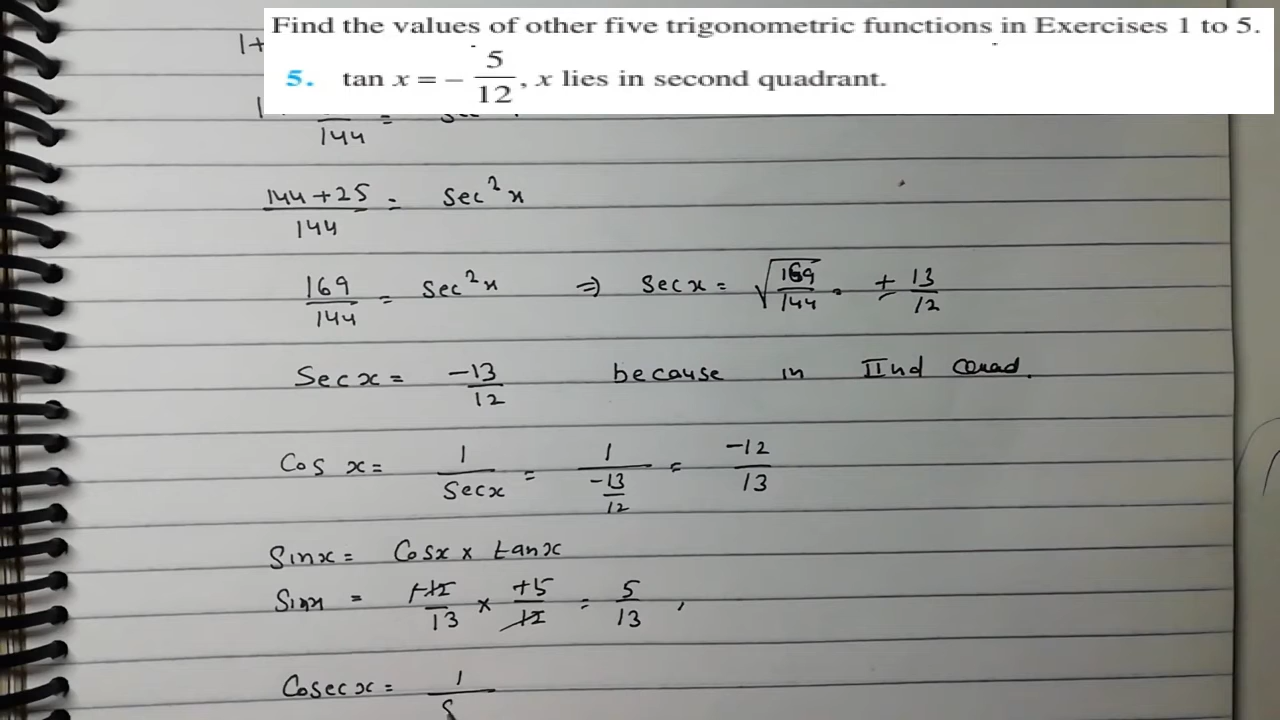 Find the values of other five trigonometric functions in Exercises 1 to 5.
5. tan x = - 5/12, x lies in second quadrant.
1+
144 =
(144+25)/144 = Sec²x
169/144 = Sec²x ⇒ Secx = √(169/144) = ± 13/12
Sec x = -13/12 because in IInd Quad.
Cos x = 1/Secx = 1/(-13/12) = -12/13
Sinx = Cosx × tanx
Sinx = -12/13 × +5/12 = 5/13,
Cosec x = 1/